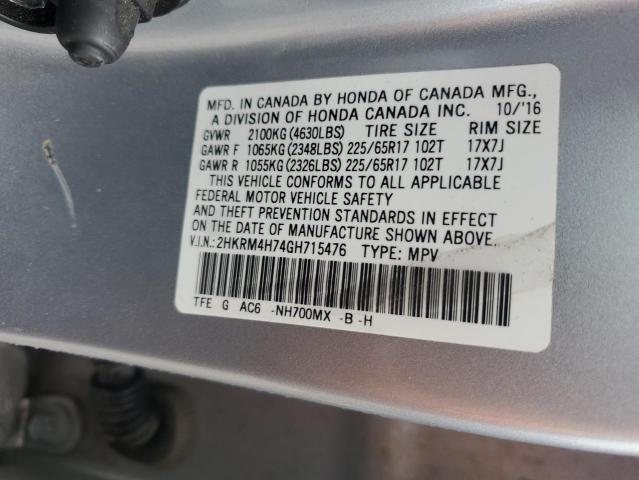 MFD. IN CANADA BY HONDA OF CANADA MFG.,
A DIVISION OF HONDA CANADA INC. 10/'16
GVWR 2100KG(4630LBS) TIRE SIZE RIM SIZE
GAWR F 1065KG(2348LBS) 225/65R17 102T 17X7J
GAWR R 1055KG(2326LBS) 225/65R17 102T 17X7J
THIS VEHICLE CONFORMS TO ALL APPLICABLE
FEDERAL MOTOR VEHICLE SAFETY
AND THEFT PREVENTION STANDARDS IN EFFECT
ON THE DATE OF MANUFACTURE SHOWN ABOVE.
V.I.N.: 2HKRM4H74GH715476 TYPE: MPV
TFE G AC6 -NH700MX -B -H